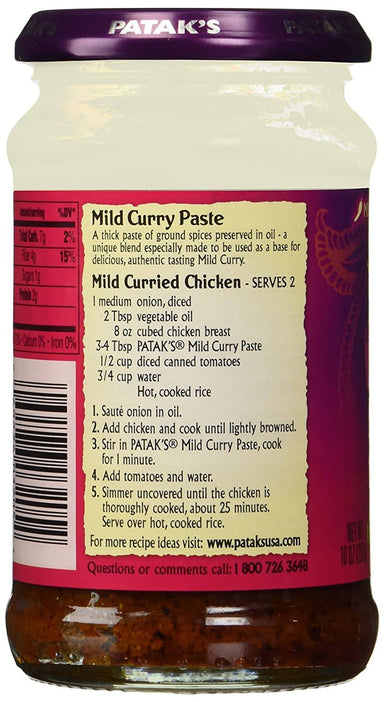 PATAK'S
Amount/serving %DV*
Total Carb. 7g 2%
Fiber 4g 15%
Sugars 1g
Protein 2g
• Calcium 0% • Iron 0%
Mild Curry Paste
A thick paste of ground spices preserved in oil - a
unique blend especially made to be used as a base for
delicious, authentic tasting Mild Curry.
Mild Curried Chicken - SERVES 2
1 medium onion, diced
2 Tbsp vegetable oil
8 oz cubed chicken breast
3-4 Tbsp PATAK'S® Mild Curry Paste
1/2 cup diced canned tomatoes
3/4 cup water
Hot, cooked rice
1. Sauté onion in oil.
2. Add chicken and cook until lightly browned.
3. Stir in PATAK'S® Mild Curry Paste, cook
for 1 minute.
4. Add tomatoes and water.
5. Simmer uncovered until the chicken is
thoroughly cooked, about 25 minutes.
Serve over hot, cooked rice.
For more recipe ideas visit: www.pataksusa.com
Questions or comments call: 1 800 726 3648
NET W
10 OZ